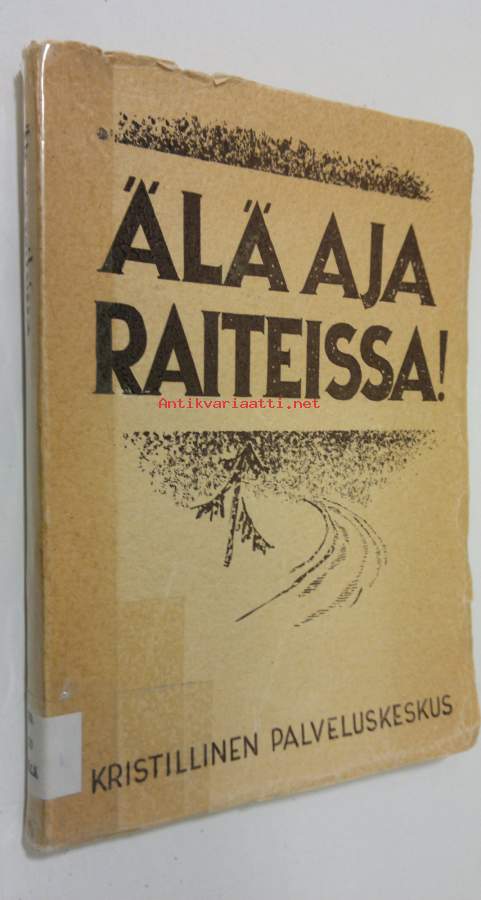 ÄLÄ AJA
RAITEISSA!
Antikvariaatti.net
KRISTILLINEN PALVELUSKESKUS